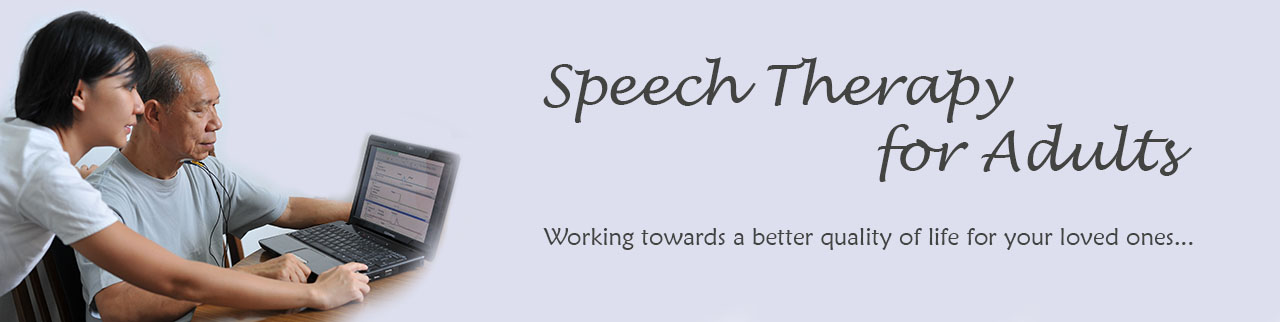 Speech Therapy
for Adults
Working towards a better quality of life for your loved ones...